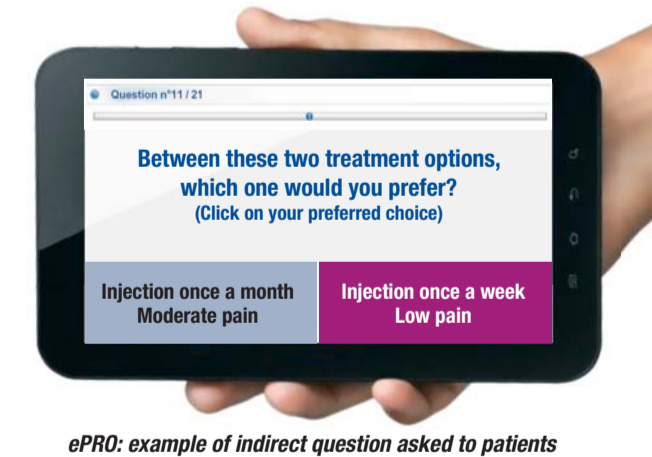 Question n°11 / 21
Between these two treatment options,
which one would you prefer?
(Click on your preferred choice)
Injection once a month
Moderate pain
Injection once a week
Low pain
ePRO: example of indirect question asked to patients